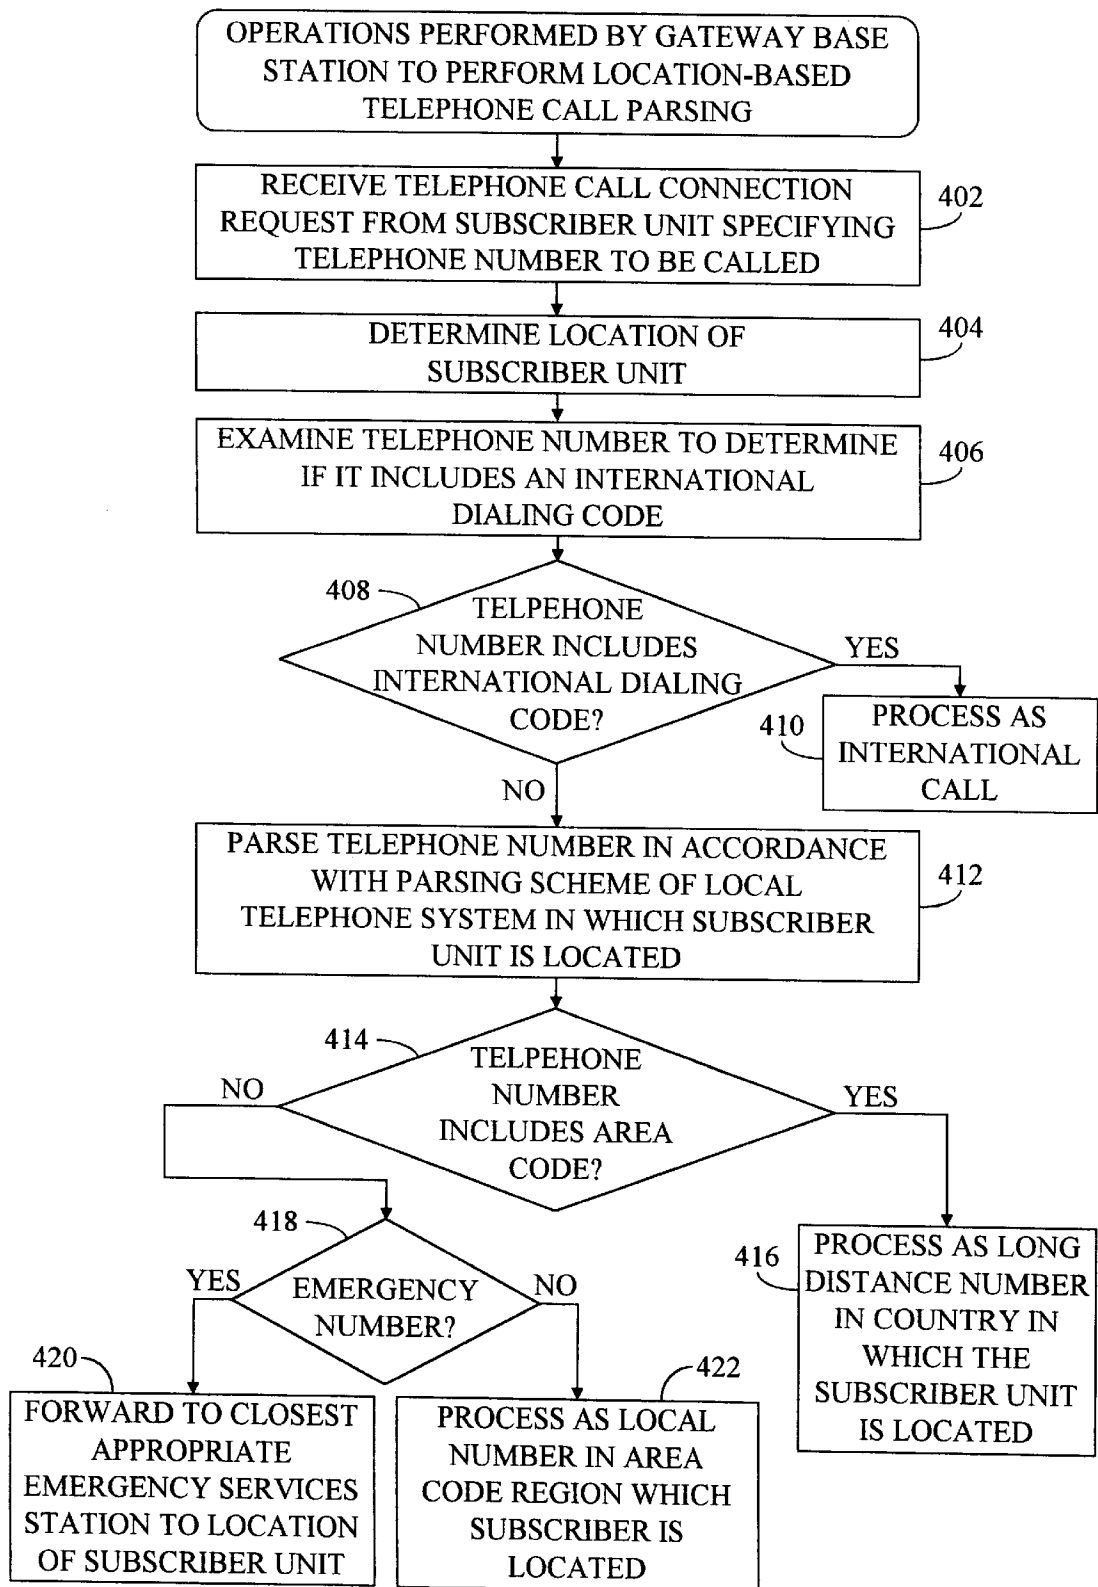 OPERATIONS PERFORMED BY GATEWAY BASE
STATION TO PERFORM LOCATION-BASED
TELEPHONE CALL PARSING
RECEIVE TELEPHONE CALL CONNECTION
REQUEST FROM SUBSCRIBER UNIT SPECIFYING
TELEPHONE NUMBER TO BE CALLED
402
DETERMINE LOCATION OF
SUBSCRIBER UNIT
404
EXAMINE TELEPHONE NUMBER TO DETERMINE
IF IT INCLUDES AN INTERNATIONAL
DIALING CODE
406
408
TELPEHONE
NUMBER INCLUDES
INTERNATIONAL DIALING
CODE?
YES
410
PROCESS AS
INTERNATIONAL
CALL
NO
PARSE TELEPHONE NUMBER IN ACCORDANCE
WITH PARSING SCHEME OF LOCAL
TELEPHONE SYSTEM IN WHICH SUBSCRIBER
UNIT IS LOCATED
412
414
TELPEHONE
NUMBER
INCLUDES AREA
CODE?
NO
YES
416
PROCESS AS LONG
DISTANCE NUMBER
IN COUNTRY IN
WHICH THE
SUBSCRIBER UNIT
IS LOCATED
418
EMERGENCY
NUMBER?
YES
NO
420
FORWARD TO CLOSEST
APPROPRIATE
EMERGENCY SERVICES
STATION TO LOCATION
OF SUBSCRIBER UNIT
422
PROCESS AS LOCAL
NUMBER IN AREA
CODE REGION WHICH
SUBSCRIBER IS
LOCATED